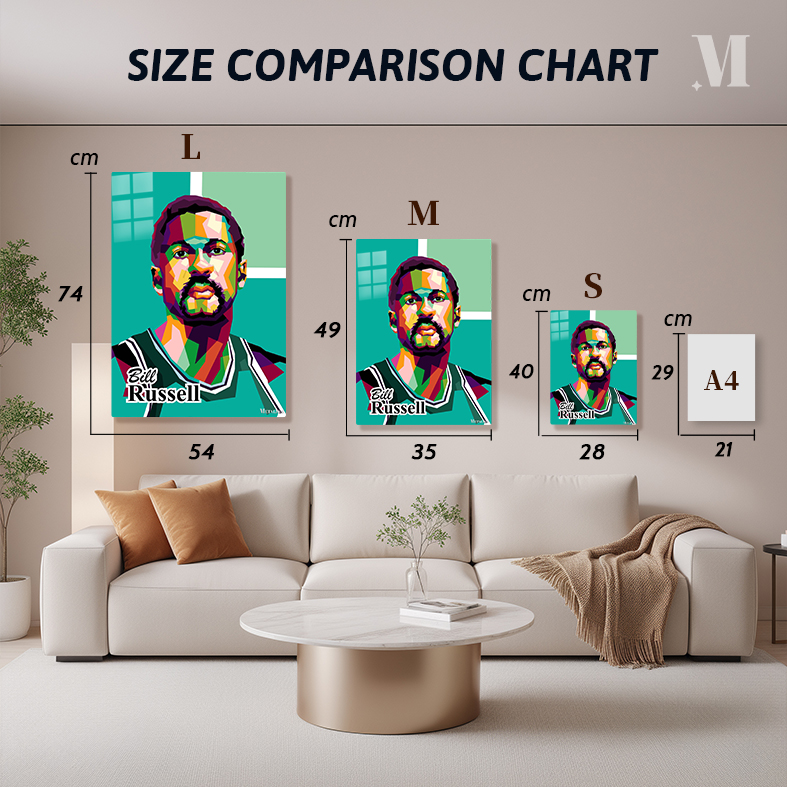 SIZE COMPARISON CHART
M
cm
L
74
54
Bill
Russell
cm
M
49
35
Bill
Russell
cm
S
40
28
Bill
Russell
cm
29
A4
21